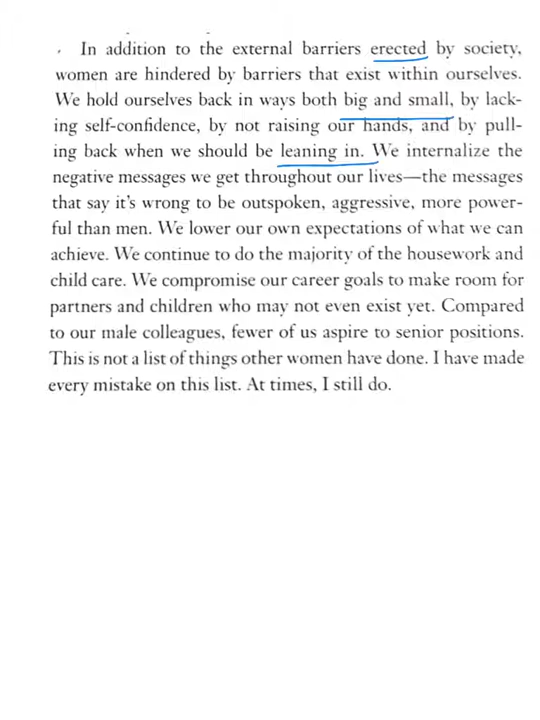 In addition to the external barriers erected by society,
women are hindered by barriers that exist within ourselves.
We hold ourselves back in ways both big and small, by lack-
ing self-confidence, by not raising our hands, and by pull-
ing back when we should be leaning in. We internalize the
negative messages we get throughout our lives—the messages
that say it's wrong to be outspoken, aggressive, more power-
ful than men. We lower our own expectations of what we can
achieve. We continue to do the majority of the housework and
child care. We compromise our career goals to make room for
partners and children who may not even exist yet. Compared
to our male colleagues, fewer of us aspire to senior positions.
This is not a list of things other women have done. I have made
every mistake on this list. At times, I still do.